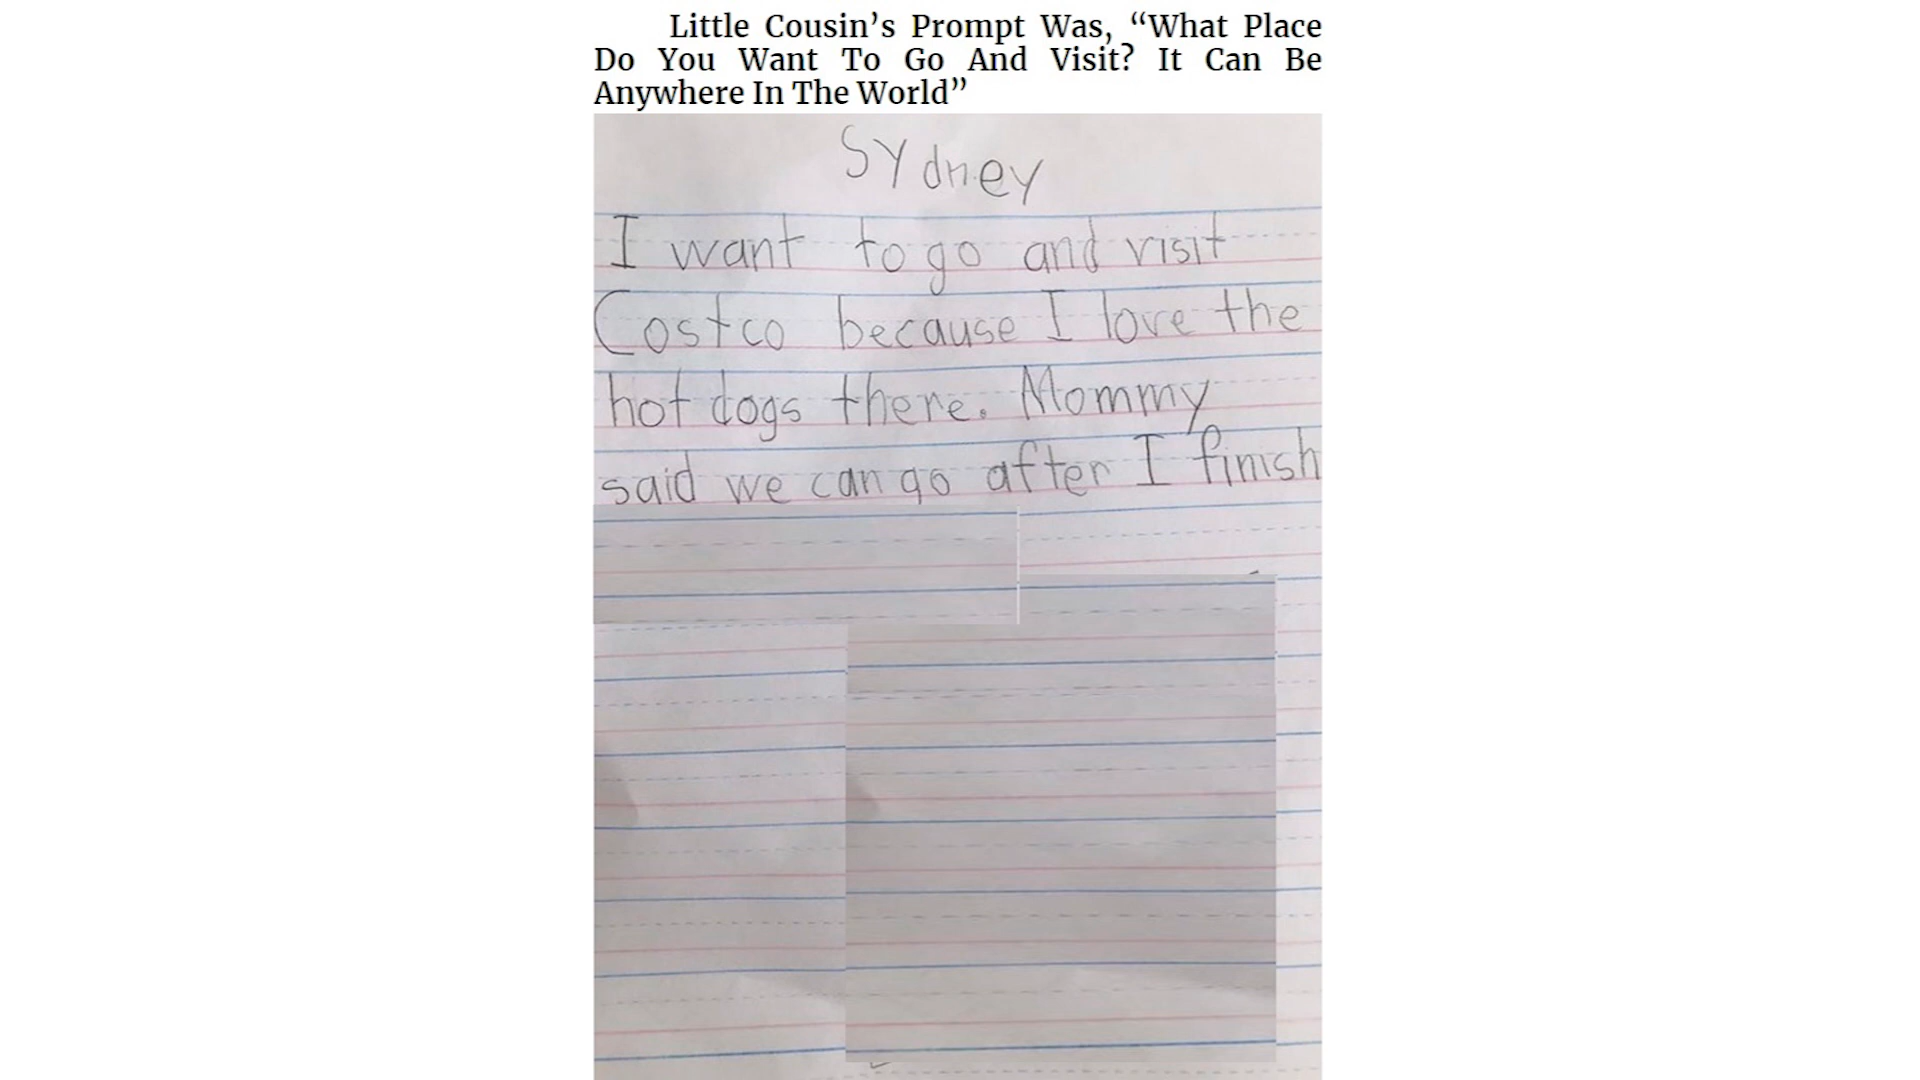 Little Cousin’s Prompt Was, “What Place
Do You Want To Go And Visit? It Can Be
Anywhere In The World”
Sydney
I want to go and visit
Costco because I love the
hot dogs there. Mommy
said we can go after I finish